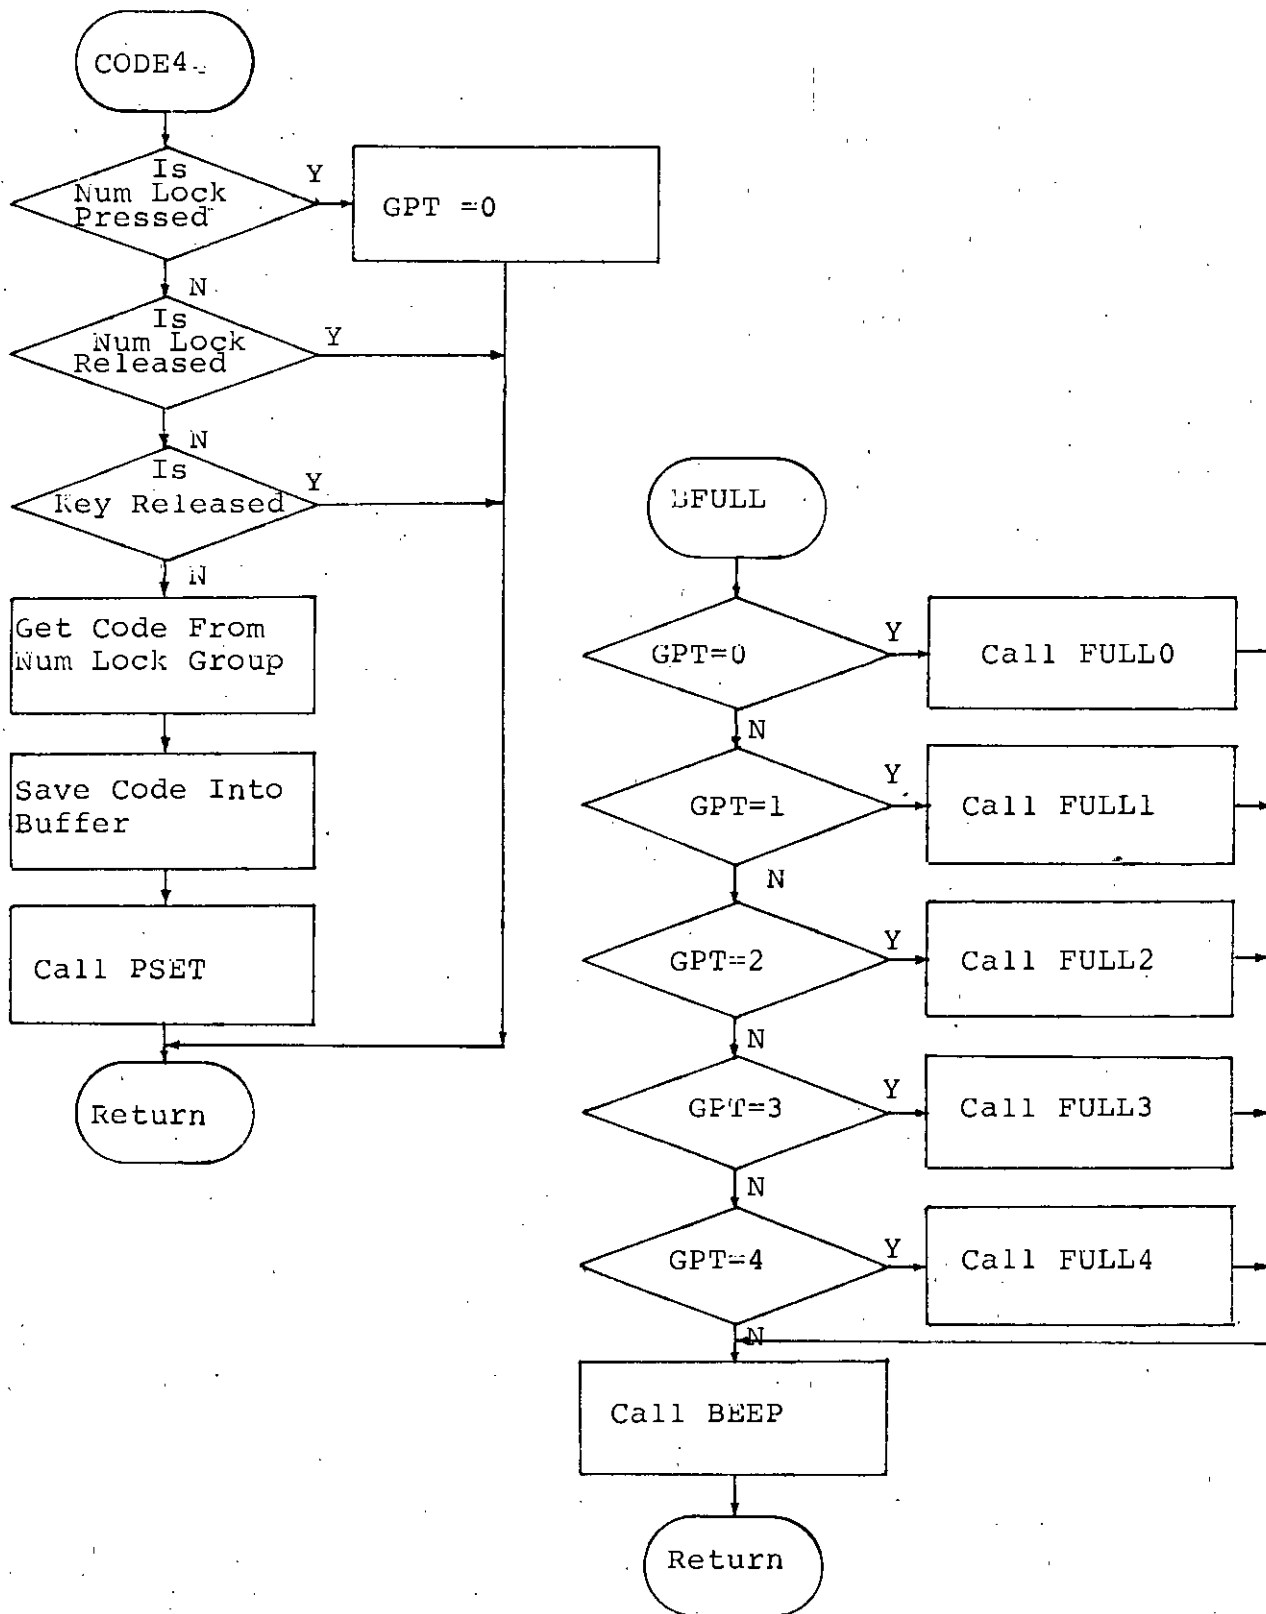 CODE4
Is
Num Lock
Pressed
Y
GPT =0
N
Is
Num Lock
Released
Y
N
Is
Key Released
Y
N
Get Code From
Num Lock Group
Save Code Into
Buffer
Call PSET
Return
BFULL
GPT=0
Y
Call FULL0
N
GPT=1
Y
Call FULL1
N
GPT=2
Y
Call FULL2
N
GPT=3
Y
Call FULL3
N
GPT=4
Y
Call FULL4
N
Call BEEP
Return